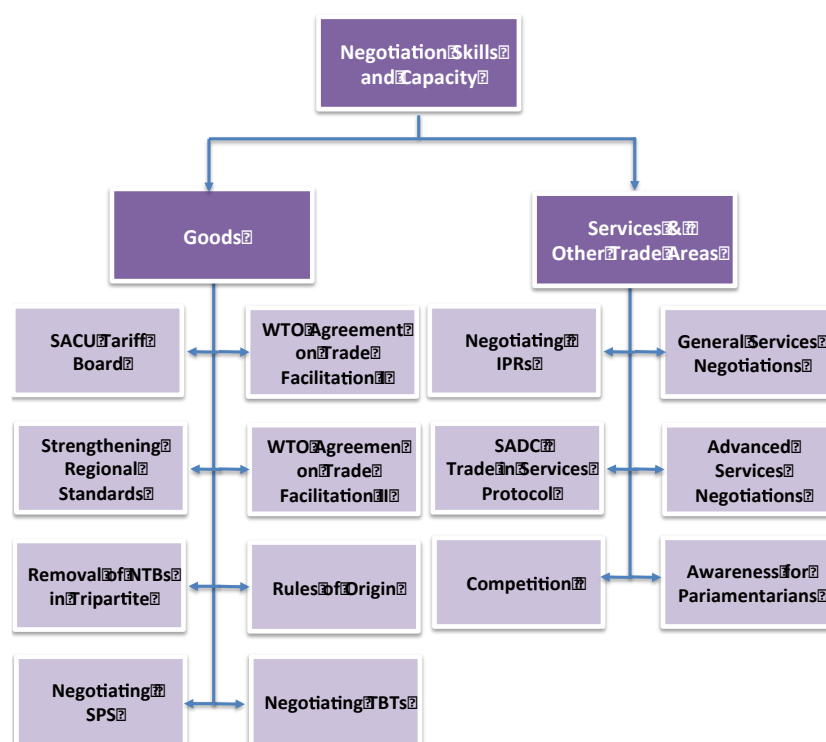 Negotiation Skills
and Capacity
Goods
Services &
Other Trade Areas
SACU Tariff
Board
WTO Agreement
on Trade
Facilitation I
Negotiating
IPRs
General Services
Negotiations
Strengthening
Regional
Standards
WTO Agreement
on Trade
Facilitation II
SADC
Trade in Services
Protocol
Advanced
Services
Negotiations
Removal of NTBs
in Tripartite
Rules of Origin
Competition
Awareness for
Pariamentarians
Negotiating
SPS
Negotiating TBTs